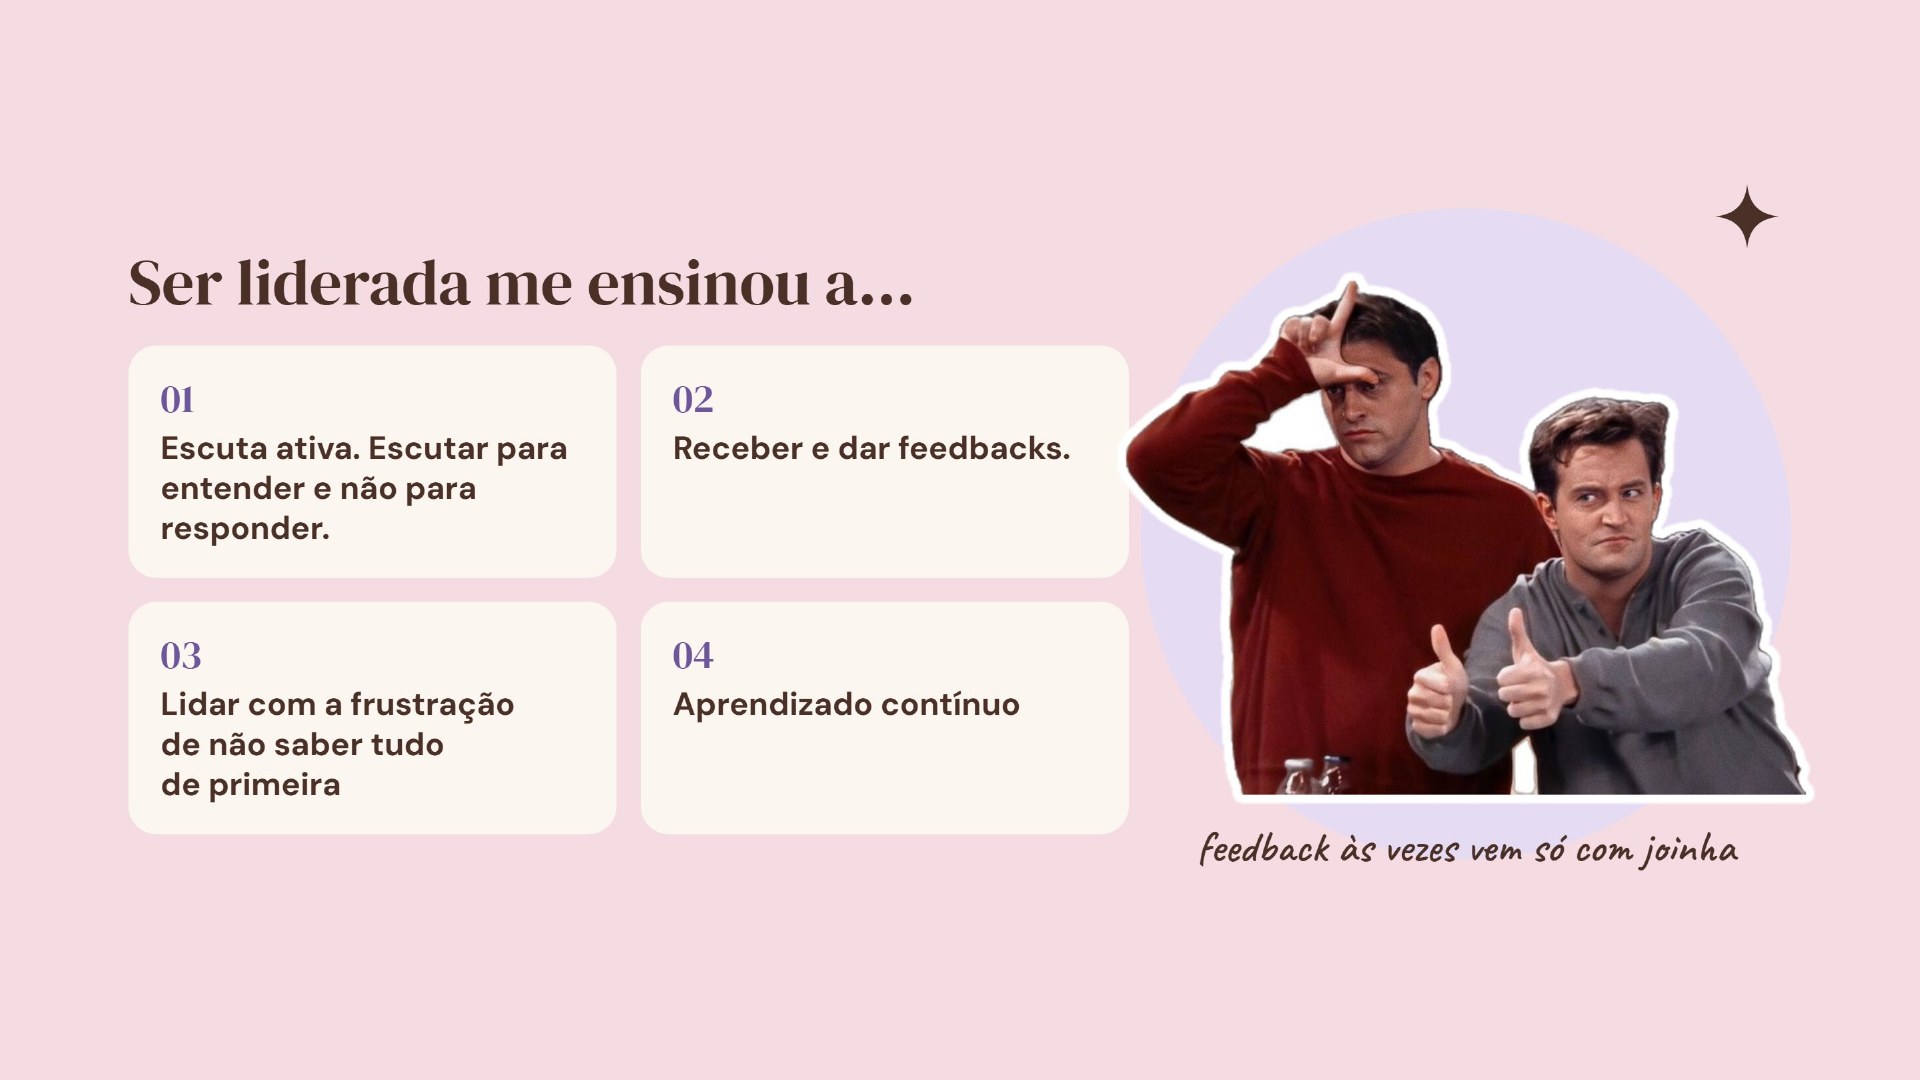 Ser liderada me ensinou a...
01
Escuta ativa. Escutar para
entender e não para
responder.
02
Receber e dar feedbacks.
03
Lidar com a frustração
de não saber tudo
de primeira
04
Aprendizado contínuo
feedback às vezes vem só com joinha